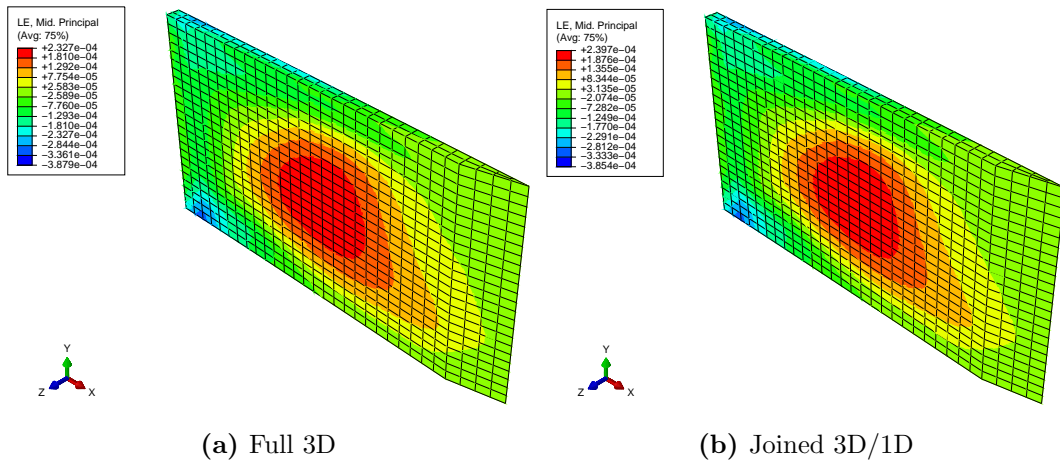 LE, Mid. Principal
(Avg: 75%)
+2.327e−04
+1.810e−04
+1.292e−04
+7.754e−05
+2.583e−05
−2.589e−05
−7.760e−05
−1.293e−04
−1.810e−04
−2.327e−04
−2.844e−04
−3.361e−04
−3.879e−04
Y
Z X
(a) Full 3D
LE, Mid. Principal
(Avg: 75%)
+2.397e−04
+1.876e−04
+1.355e−04
+8.344e−05
+3.135e−05
−2.074e−05
−7.282e−05
−1.249e−04
−1.770e−04
−2.291e−04
−2.812e−04
−3.333e−04
−3.854e−04
Y
Z X
(b) Joined 3D/1D